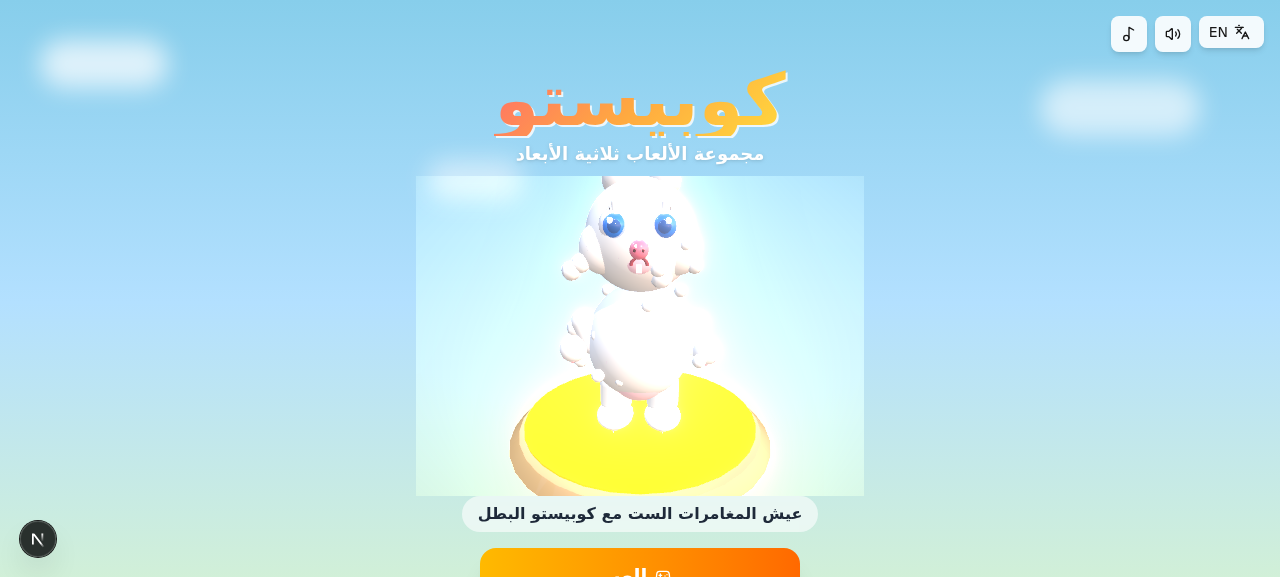 EN
كوبيستو
مجموعة الألعاب ثلاثية الأبعاد
عيش المغامرات الست مع كوبيستو البطل